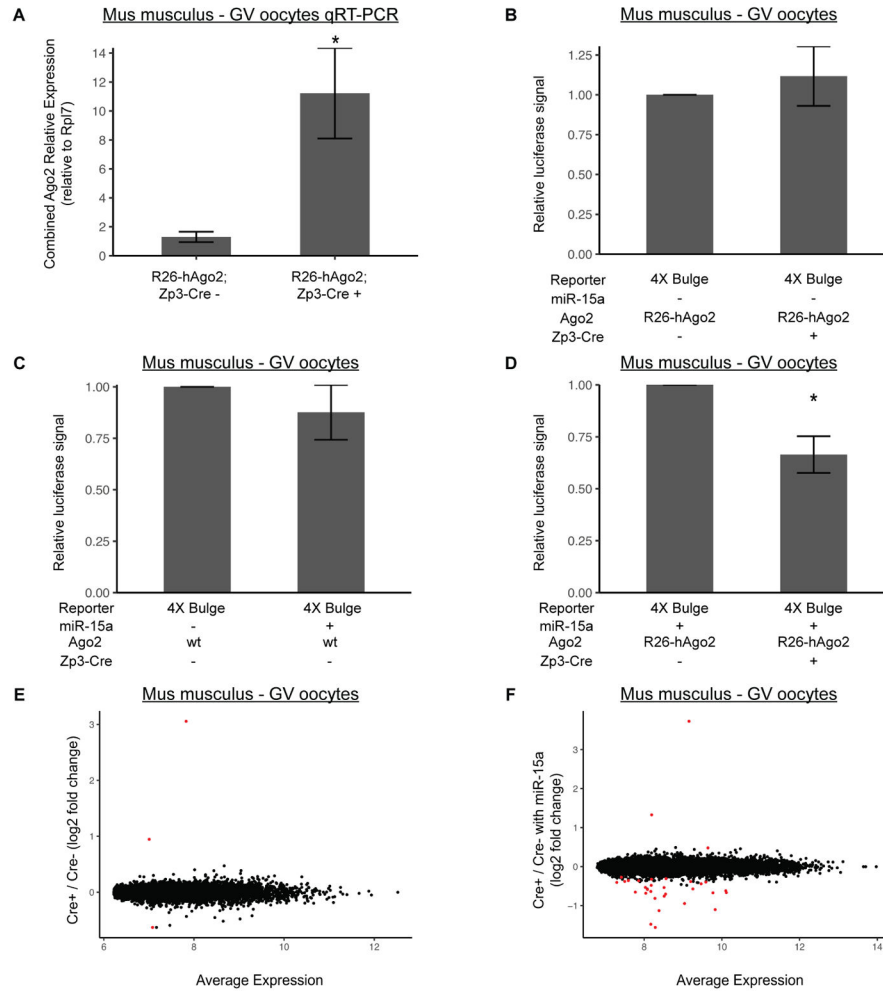 A
Mus musculus - GV oocytes qRT-PCR
*
Combined Ago2 Relative Expression
(relative to Rpl7)
14
12
10
8
6
4
2
0
R26-hAgo2;
Zp3-Cre -
R26-hAgo2;
Zp3-Cre +
B
Mus musculus - GV oocytes
Relative luciferase signal
1.25
1.00
0.75
0.50
0.25
0.00
Reporter 4X Bulge 4X Bulge
miR-15a - -
Ago2 R26-hAgo2 R26-hAgo2
Zp3-Cre - +
C
Mus musculus - GV oocytes
Relative luciferase signal
1.00
0.75
0.50
0.25
0.00
Reporter 4X Bulge 4X Bulge
miR-15a - +
Ago2 wt wt
Zp3-Cre - -
D
Mus musculus - GV oocytes
*
Relative luciferase signal
1.00
0.75
0.50
0.25
0.00
Reporter 4X Bulge 4X Bulge
miR-15a + +
Ago2 R26-hAgo2 R26-hAgo2
Zp3-Cre - +
E
Mus musculus - GV oocytes
Cre+ / Cre- (log2 fold change)
3
2
1
0
6 8 10 12
Average Expression
F
Mus musculus - GV oocytes
Cre+ / Cre- with miR-15a
(log2 fold change)
3
2
1
0
-1
8 10 12 14
Average Expression